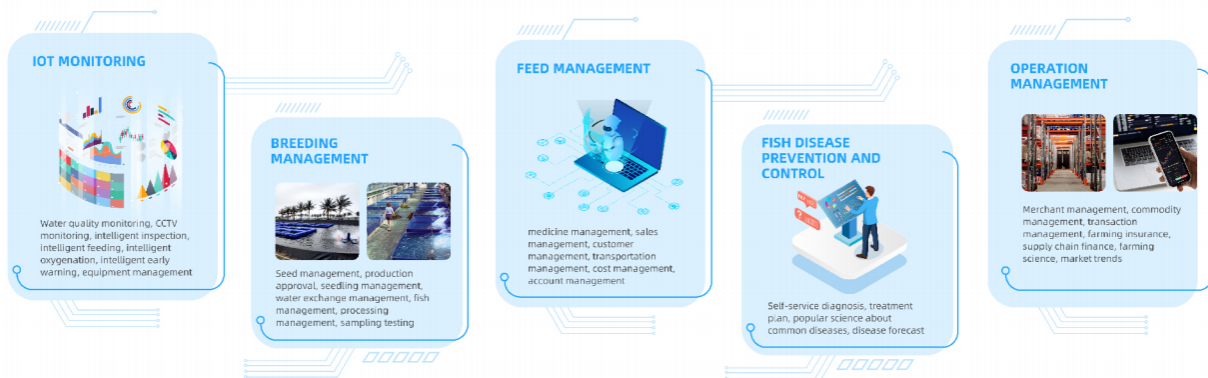 IOT MONITORING
Water quality monitoring, CCTV
monitoring, intelligent inspection,
intelligent feeding, intelligent
oxygenation, intelligent early
warning, equipment management
BREEDING
MANAGEMENT
Seed management, production
approval, seedling management,
water exchange management, fish
management, processing
management, sampling testing
FEED MANAGEMENT
medicine management, sales
management, customer
management, transportation
management, cost management,
account management
FISH DISEASE
PREVENTION AND
CONTROL
Self-service diagnosis, treatment
plan, popular science about
common diseases, disease forecast
OPERATION
MANAGEMENT
Merchant management, commodity
management, transaction
management, farming insurance,
supply chain finance, farming
science, market trends